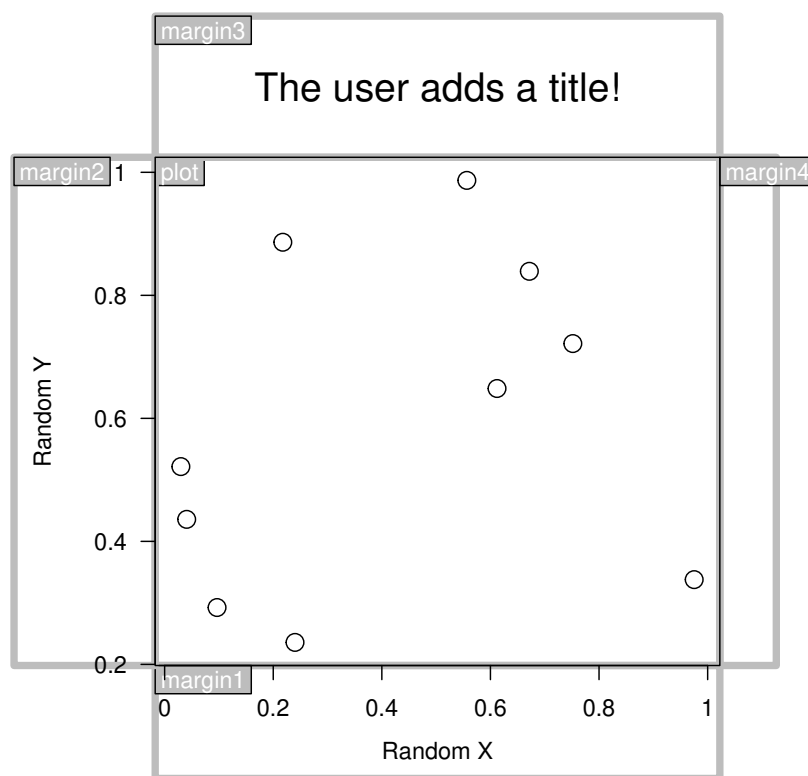 margin3
The user adds a title!
margin2
plot
margin4
1
0.8
0.6
0.4
0.2
Random Y
margin1
0 0.2 0.4 0.6 0.8 1
Random X